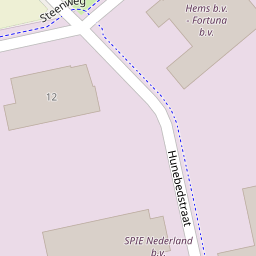 Steenweg
Hems b.v.
- Fortuna
b.v.
12
Hunebedstraat
SPIE Nederland
b.v.